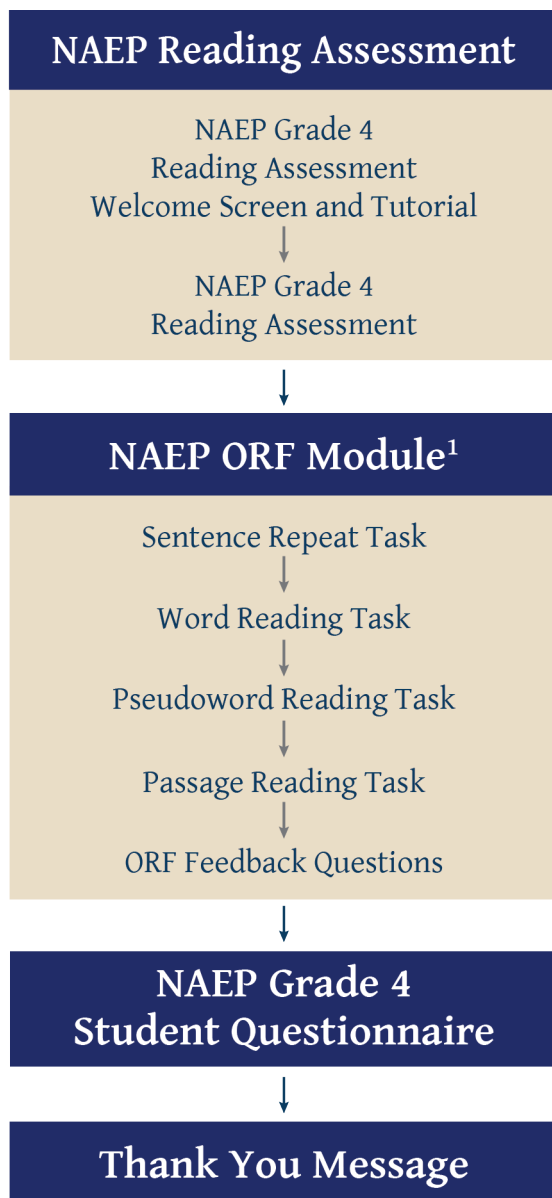 NAEP Reading Assessment
NAEP Grade 4
Reading Assessment
Welcome Screen and Tutorial
NAEP Grade 4
Reading Assessment
NAEP ORF Module¹
Sentence Repeat Task
Word Reading Task
Pseudoword Reading Task
Passage Reading Task
ORF Feedback Questions
NAEP Grade 4
Student Questionnaire
Thank You Message